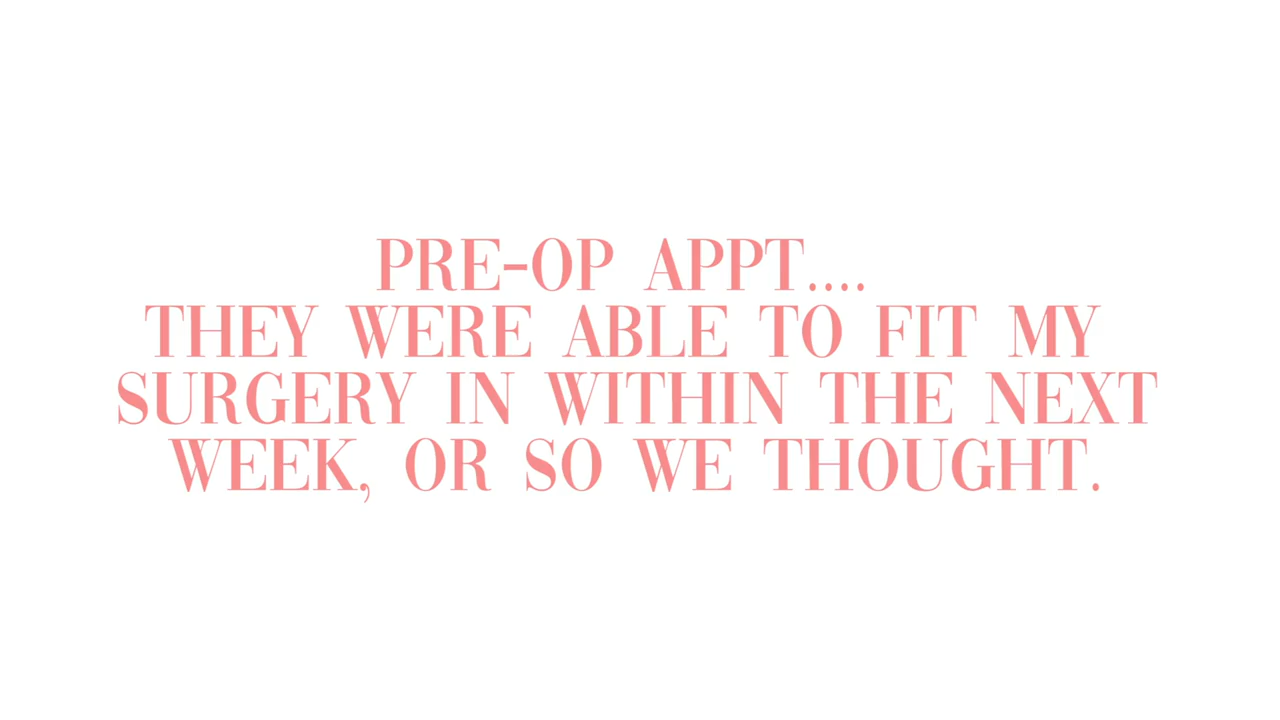 PRE-OP APPT....
THEY WERE ABLE TO FIT MY
SURGERY IN WITHIN THE NEXT
WEEK, OR SO WE THOUGHT.